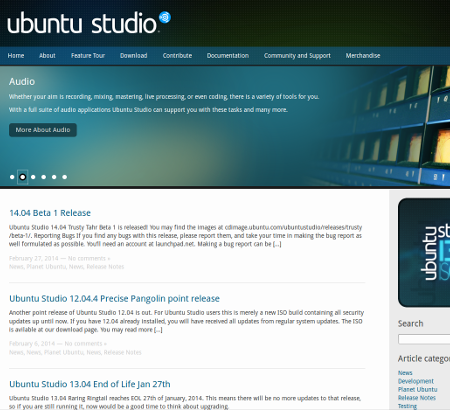 ubuntu studio
Home About Feature Tour Download Contribute Documentation Community and Support Merchandise
Audio
Whether your aim is recording, mixing, mastering, live processing, or even coding, there is a variety of tools for you.
With a full suite of audio applications Ubuntu Studio can support you with these tasks and many more.
More About Audio
14.04 Beta 1 Release
Ubuntu Studio 14.04 Trusty Tahr Beta 1 is released! You may find the images at cdimage.ubuntu.com/ubuntustudio/releases/trusty
/beta-1/. Reporting Bugs If you find any bugs with this release, please report them, and take your time in making the bug report as
well formulated as possible. You'll need an account at launchpad.net. Making a bug report can be [...]
February 27, 2014 — No comments »
News, Planet Ubuntu, News, Release Notes
Ubuntu Studio 12.04.4 Precise Pangolin point release
Another point release of Ubuntu Studio 12.04 is out. For Ubuntu Studio users this is merely a new ISO build containing all security
updates up until now. If you have 12.04 already installed, you will have received all updates from regular system updates. The ISO
is avilable at our download page. You may read more [...]
February 6, 2014 — No comments »
News, News, Planet Ubuntu, News, Release Notes
Ubuntu Studio 13.04 End of Life Jan 27th
Ubuntu Studio 13.04 Raring Ringtail reaches EOL 27th of january, 2014. This means there will be no more updates to that release,
so if you are still running it, now would be a good time to think about upgrading.
Search
Article categor
News
Development
Planet Ubuntu
Release Notes
Testing